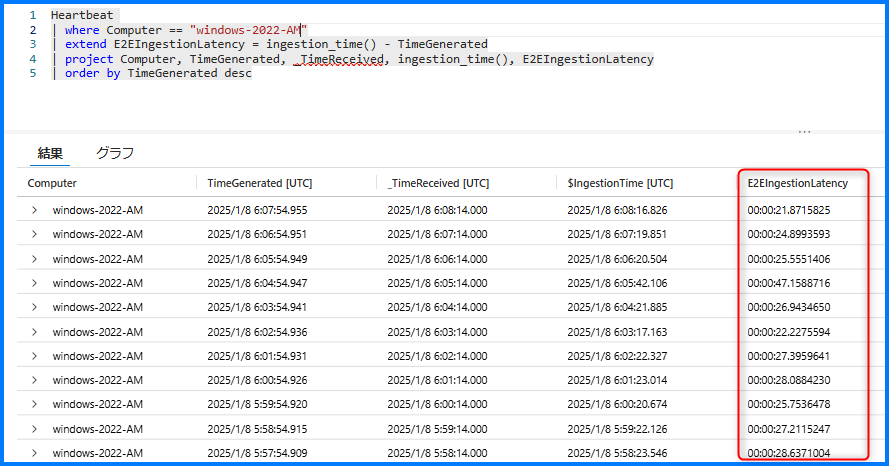 1 Heartbeat
2 | where Computer == "windows-2022-AM"
3 | extend E2EIngestionLatency = ingestion_time() - TimeGenerated
4 | project Computer, TimeGenerated, _TimeReceived, ingestion_time(), E2EIngestionLatency
5 | order by TimeGenerated desc
結果 グラフ
Computer TimeGenerated [UTC] _TimeReceived [UTC] $IngestionTime [UTC] E2EIngestionLatency
windows-2022-AM 2025/1/8 6:07:54.955 2025/1/8 6:08:14.000 2025/1/8 6:08:16.826 00:00:21.8715825
windows-2022-AM 2025/1/8 6:06:54.951 2025/1/8 6:07:14.000 2025/1/8 6:07:19.851 00:00:24.8993593
windows-2022-AM 2025/1/8 6:05:54.949 2025/1/8 6:06:14.000 2025/1/8 6:06:20.504 00:00:25.5551406
windows-2022-AM 2025/1/8 6:04:54.947 2025/1/8 6:05:14.000 2025/1/8 6:05:42.106 00:00:47.1588716
windows-2022-AM 2025/1/8 6:03:54.941 2025/1/8 6:04:14.000 2025/1/8 6:04:21.885 00:00:26.9434650
windows-2022-AM 2025/1/8 6:02:54.936 2025/1/8 6:03:14.000 2025/1/8 6:03:17.163 00:00:22.2275594
windows-2022-AM 2025/1/8 6:01:54.931 2025/1/8 6:02:14.000 2025/1/8 6:02:22.327 00:00:27.3959641
windows-2022-AM 2025/1/8 6:00:54.926 2025/1/8 6:01:14.000 2025/1/8 6:01:23.014 00:00:28.0884230
windows-2022-AM 2025/1/8 5:59:54.920 2025/1/8 6:00:14.000 2025/1/8 6:00:20.674 00:00:25.7536478
windows-2022-AM 2025/1/8 5:58:54.915 2025/1/8 5:59:14.000 2025/1/8 5:59:22.126 00:00:27.2115247
windows-2022-AM 2025/1/8 5:57:54.909 2025/1/8 5:58:14.000 2025/1/8 5:58:23.546 00:00:28.6371004